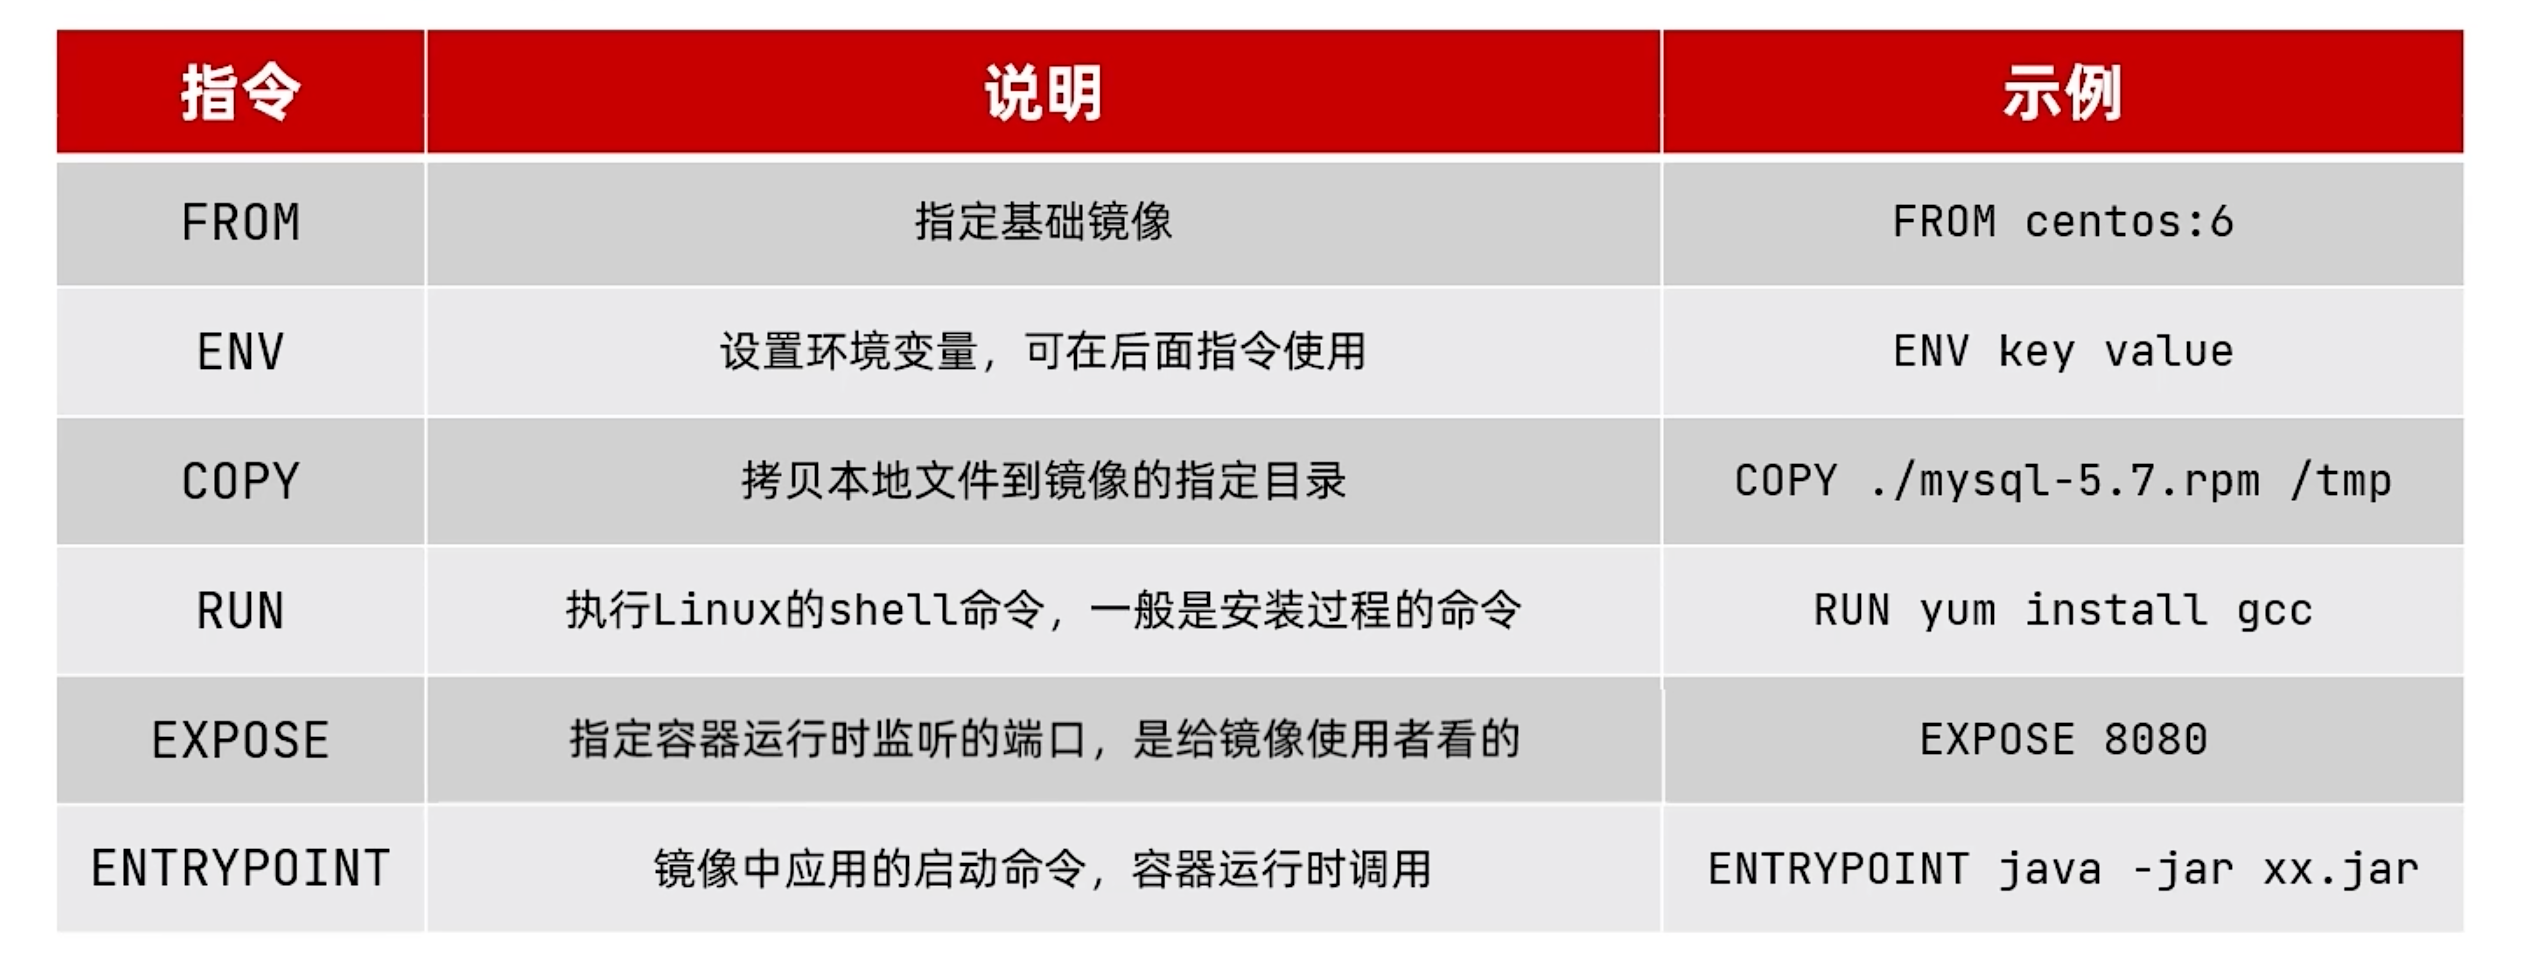 指令 说明 示例
FROM 指定基础镜像 FROM centos:6
ENV 设置环境变量，可在后面指令使用 ENV key value
COPY 拷贝本地文件到镜像的指定目录 COPY ./mysql-5.7.rpm /tmp
RUN 执行Linux的shell命令，一般是安装过程的命令 RUN yum install gcc
EXPOSE 指定容器运行时监听的端口，是给镜像使用者看的 EXPOSE 8080
ENTRYPOINT 镜像中应用的启动命令，容器运行时调用 ENTRYPOINT java -jar xx.jar